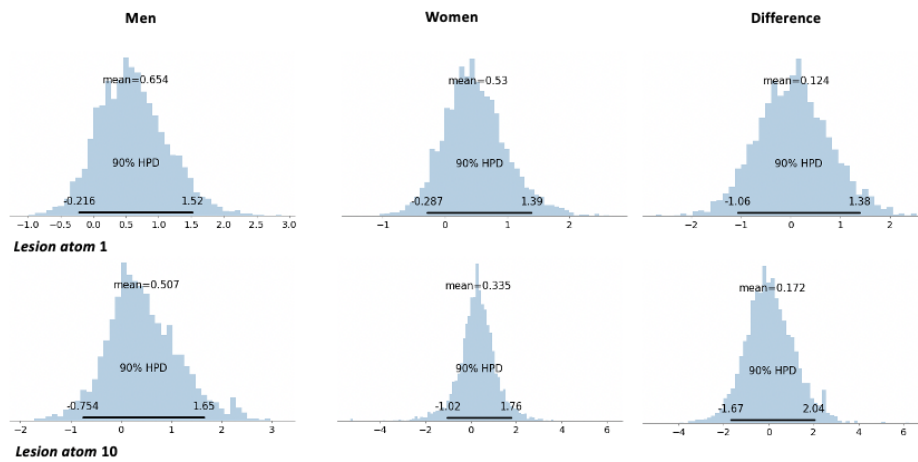 Men Women Difference
mean=0.654 mean=0.53 mean=0.124
90% HPD 90% HPD 90% HPD
-0.216 1.52 -0.287 1.39 -1.06 1.38
-1.0 -0.5 0.0 0.5 1.0 1.5 2.0 2.5 3.0 -1 0 1 2 -2 -1 0 1 2
Lesion atom 1
mean=0.507 mean=0.335 mean=0.172
90% HPD 90% HPD 90% HPD
-0.754 1.65 -1.02 1.76 -1.67 2.04
-2 -1 0 1 2 3 -4 -2 0 2 4 6 -4 -2 0 2 4 6
Lesion atom 10